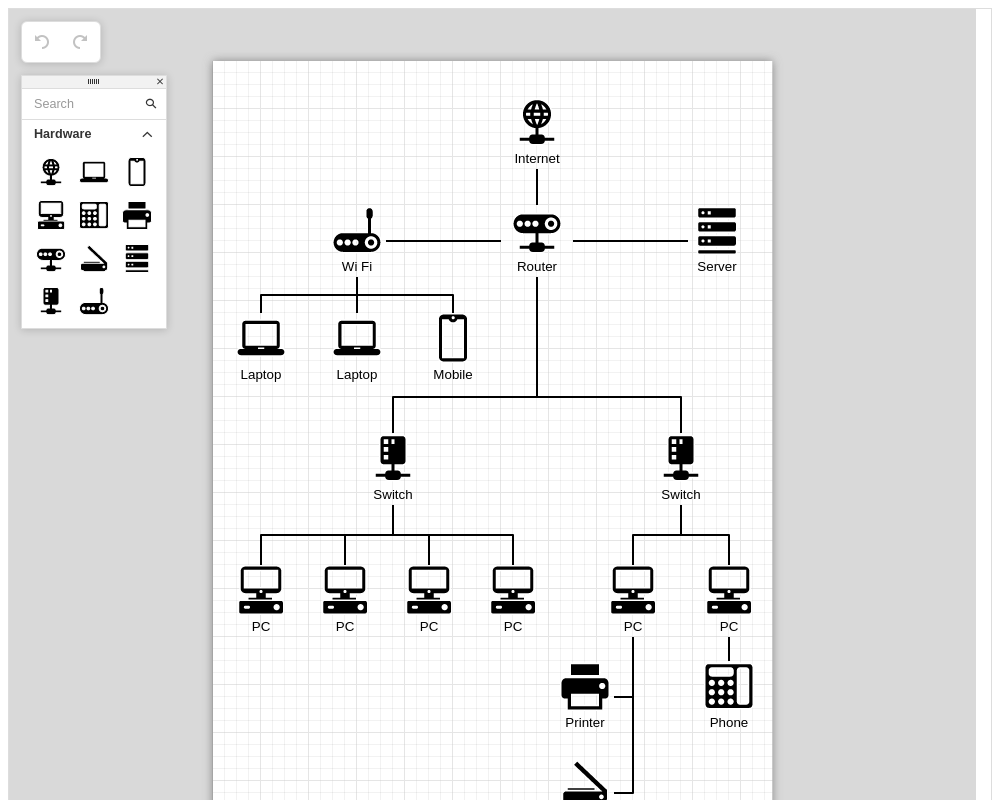 Search
Hardware
Internet
Wi Fi
Router
Server
Laptop
Laptop
Mobile
Switch
Switch
PC
PC
PC
PC
PC
PC
Printer
Phone